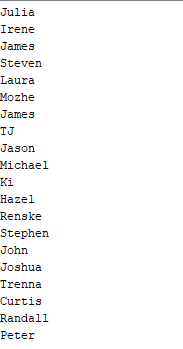 Julia
Irene
James
Steven
Laura
Mozhe
James
TJ
Jason
Michael
Ki
Hazel
Renske
Stephen
John
Joshua
Trenna
Curtis
Randall
Peter